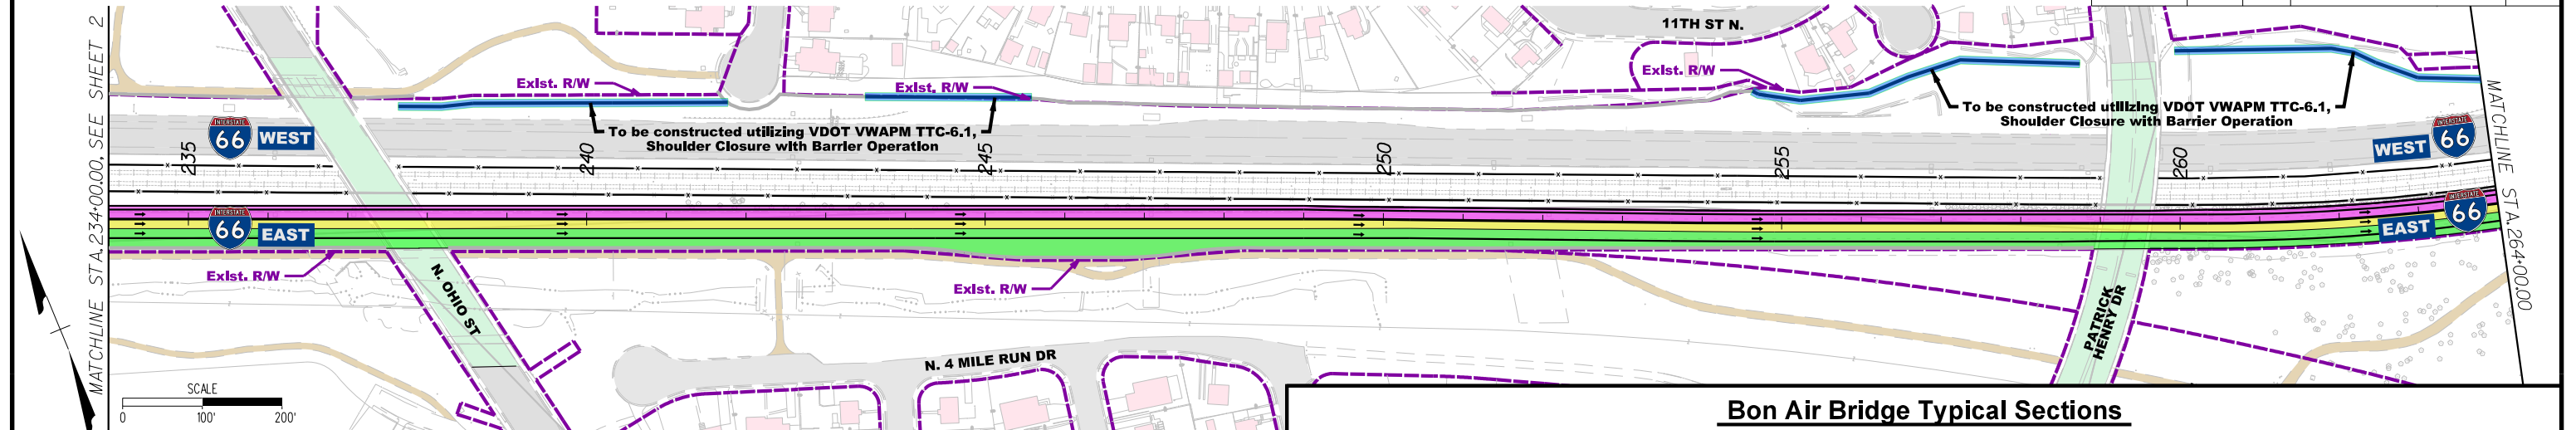 MATCHLINE STA.234+00.00, SEE SHEET 2
11TH ST N.
Exist. R/W
Exist. R/W
Exist. R/W
To be constructed utilizing VDOT VWAPM TTC-6.1,
Shoulder Closure with Barrier Operation
To be constructed utilizing VDOT VWAPM TTC-6.1,
Shoulder Closure with Barrier Operation
INTERSTATE
66
WEST
235
240
245
250
255
260
WEST
INTERSTATE
66
MATCHLINE STA.264+00.00
INTERSTATE
66
EAST
EAST
INTERSTATE
66
Exist. R/W
Exist. R/W
N. OHIO ST
PATRICK
HENRY DR
N. 4 MILE RUN DR
SCALE
0 100' 200'
Bon Air Bridge Typical Sections